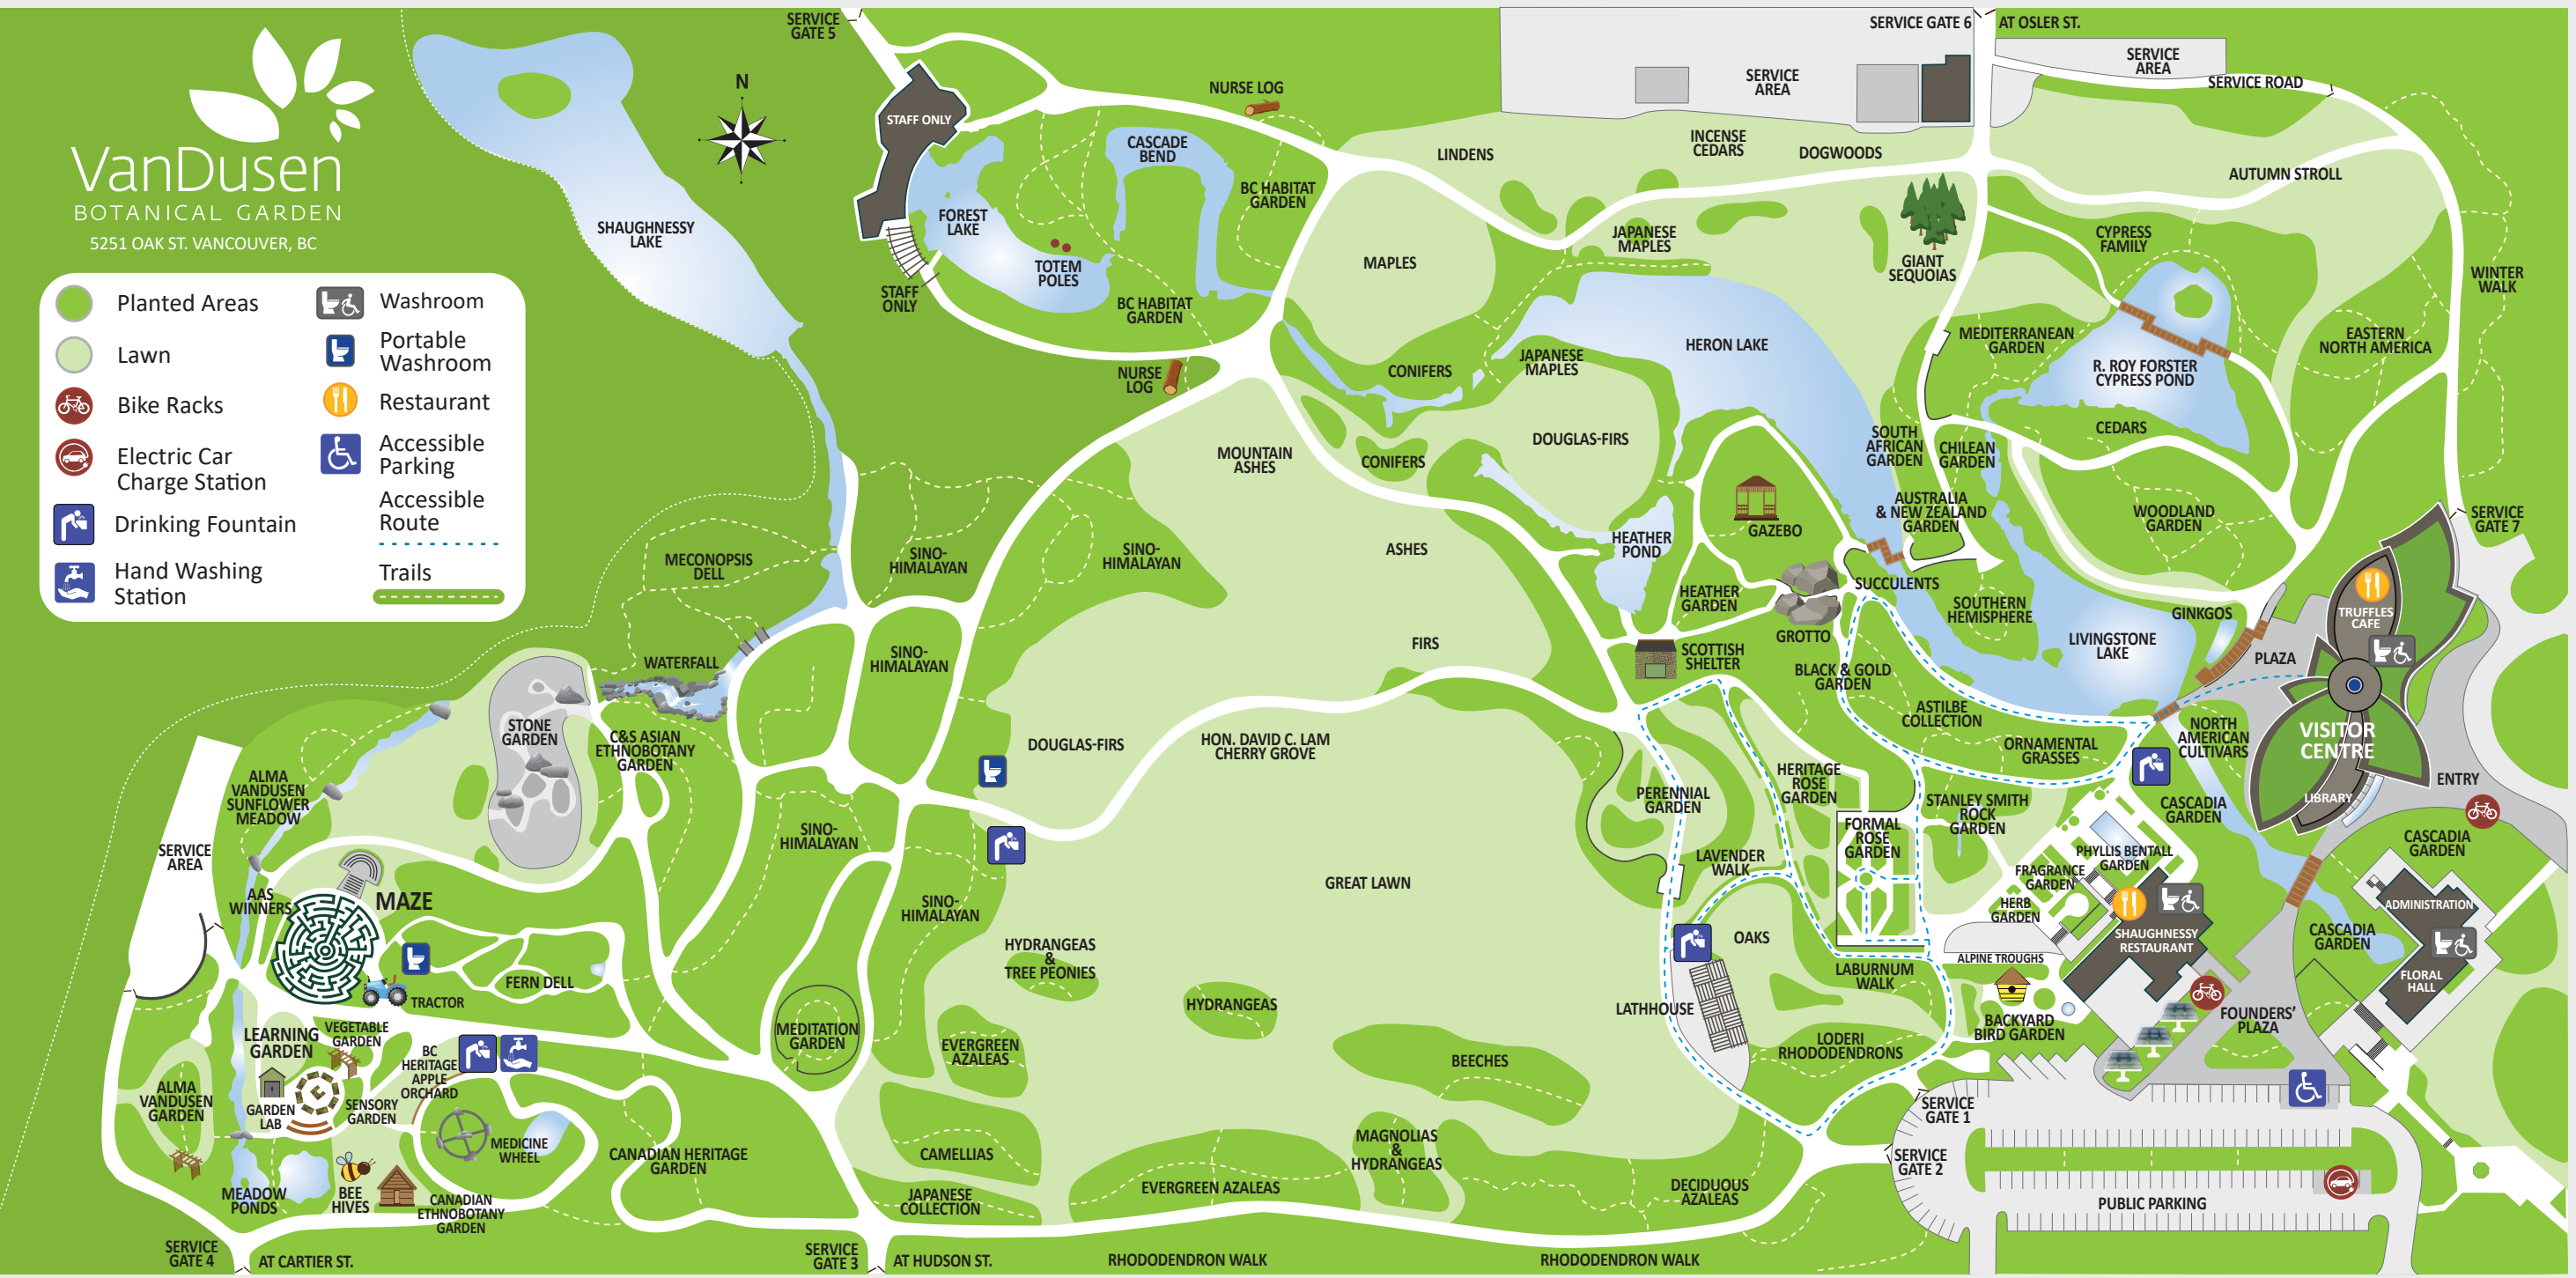 VanDusen
BOTANICAL GARDEN
5251 OAK ST. VANCOUVER, BC
Planted Areas
Lawn
Bike Racks
Electric Car
Charge Station
Drinking Fountain
Hand Washing
Station
Washroom
Portable
Washroom
Restaurant
Accessible
Parking
Accessible
Route
Trails
N
SERVICE
GATE 5
STAFF ONLY
SHAUGHNESSY
LAKE
FOREST
LAKE
TOTEM
POLES
STAFF
ONLY
CASCADE
BEND
NURSE LOG
BC HABITAT
GARDEN
BC HABITAT
GARDEN
NURSE
LOG
LINDENS
MAPLES
SERVICE GATE 6
AT OSLER ST.
SERVICE
AREA
SERVICE
AREA
SERVICE ROAD
INCENSE
CEDARS
DOGWOODS
AUTUMN STROLL
JAPANESE
MAPLES
GIANT
SEQUOIAS
CYPRESS
FAMILY
WINTER
WALK
HERON LAKE
MEDITERRANEAN
GARDEN
R. ROY FORSTER
CYPRESS POND
EASTERN
NORTH AMERICA
CONIFERS
JAPANESE
MAPLES
CEDARS
DOUGLAS-FIRS
CONIFERS
MOUNTAIN
ASHES
SOUTH
AFRICAN
GARDEN
CHILEAN
GARDEN
AUSTRALIA
& NEW ZEALAND
GARDEN
WOODLAND
GARDEN
SERVICE
GATE 7
GAZEBO
HEATHER
POND
ASHES
SINO-
HIMALAYAN
SINO-
HIMALAYAN
MECONOPSIS
DELL
HEATHER
GARDEN
SUCCULENTS
SOUTHERN
HEMISPHERE
GROTTO
GINKGOS
TRUFFLES
CAFE
LIVINGSTONE
LAKE
PLAZA
FIRS
SCOTTISH
SHELTER
BLACK & GOLD
GARDEN
SINO-
HIMALAYAN
WATERFALL
STONE
GARDEN
C&S ASIAN
ETHNOBOTANY
GARDEN
DOUGLAS-FIRS
HON. DAVID C. LAM
CHERRY GROVE
ASTILBE
COLLECTION
ORNAMENTAL
GRASSES
NORTH
AMERICAN
CULTIVARS
VISITOR
CENTRE
ENTRY
LIBRARY
ALMA
VANDUSEN
SUNFLOWER
MEADOW
PERENNIAL
GARDEN
HERITAGE
ROSE
GARDEN
STANLEY SMITH
ROCK
GARDEN
CASCADIA
GARDEN
CASCADIA
GARDEN
SERVICE
AREA
SINO-
HIMALAYAN
FORMAL
ROSE
GARDEN
LAVENDER
WALK
PHYLLIS BENTALL
GARDEN
FRAGRANCE
GARDEN
HERB
GARDEN
AAS
WINNERS
MAZE
SINO-
HIMALAYAN
GREAT LAWN
OAKS
ADMINISTRATION
SHAUGHNESSY
RESTAURANT
CASCADIA
GARDEN
HYDRANGEAS
&
TREE PEONIES
ALPINE TROUGHS
LABURNUM
WALK
FLORAL
HALL
FERN DELL
TRACTOR
HYDRANGEAS
LATHHOUSE
BACKYARD
BIRD GARDEN
FOUNDERS'
PLAZA
LEARNING
GARDEN
VEGETABLE
GARDEN
MEDITATION
GARDEN
EVERGREEN
AZALEAS
LODERI
RHODODENDRONS
BEECHES
BC
HERITAGE
APPLE
ORCHARD
ALMA
VANDUSEN
GARDEN
GARDEN
LAB
SENSORY
GARDEN
SERVICE
GATE 1
MEDICINE
WHEEL
CANADIAN HERITAGE
GARDEN
CAMELLIAS
MAGNOLIAS
&
HYDRANGEAS
SERVICE
GATE 2
MEADOW
PONDS
BEE
HIVES
CANADIAN
ETHNOBOTANY
GARDEN
JAPANESE
COLLECTION
EVERGREEN AZALEAS
DECIDUOUS
AZALEAS
PUBLIC PARKING
SERVICE
GATE 4
AT CARTIER ST.
SERVICE
GATE 3
AT HUDSON ST.
RHODODENDRON WALK
RHODODENDRON WALK